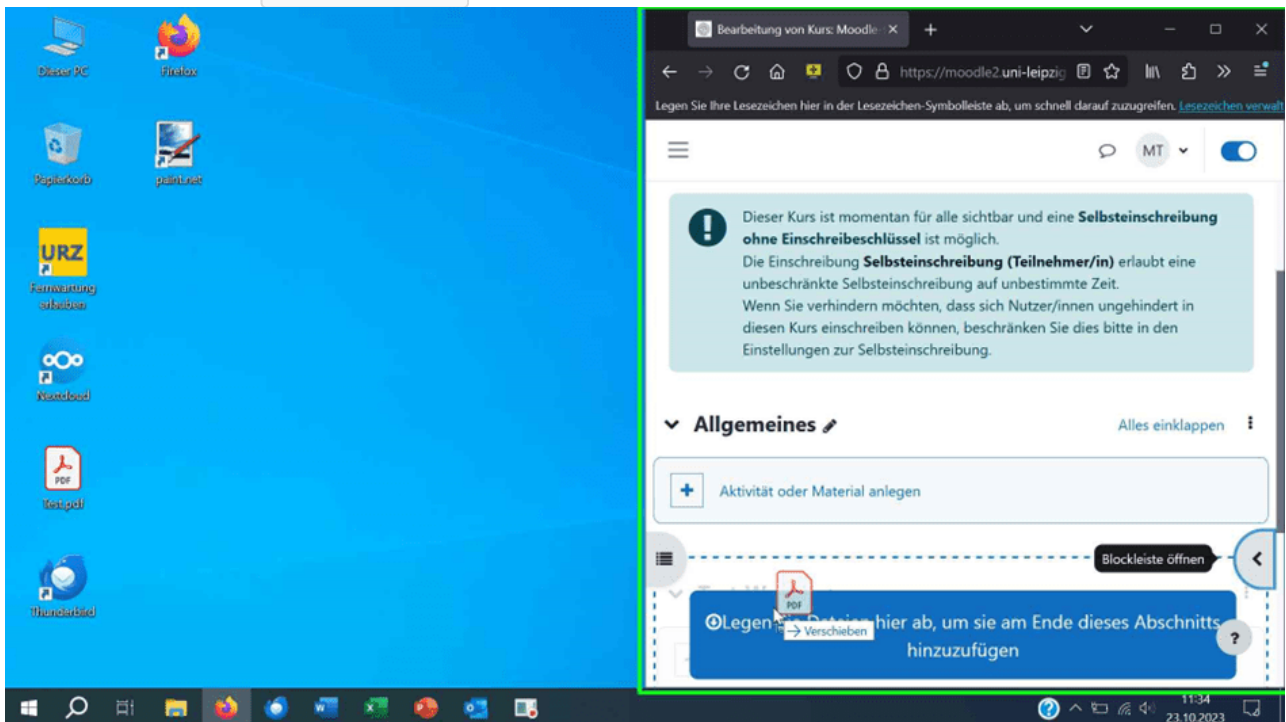 Dieser PC
Firefox
Papierkorb
paint.net
URZ
Fernwartung
erlauben
Nextcloud
PDF
Test.pdf
Thunderbird
Bearbeitung von Kurs: Moodle
https://moodle2.uni-leipzig
Legen Sie Ihre Lesezeichen hier in der Lesezeichen-Symbolleiste ab, um schnell darauf zuzugreifen. Lesezeichen verwalt
MT
Dieser Kurs ist momentan für alle sichtbar und eine Selbsteinschreibung
ohne Einschreibeschlüssel ist möglich.
Die Einschreibung Selbsteinschreibung (Teilnehmer/in) erlaubt eine
unbeschränkte Selbsteinschreibung auf unbestimmte Zeit.
Wenn Sie verhindern möchten, dass sich Nutzer/innen ungehindert in
diesen Kurs einschreiben können, beschränken Sie dies bitte in den
Einstellungen zur Selbsteinschreibung.
Allgemeines
Alles einklappen
Aktivität oder Material anlegen
Blockleiste öffnen
PDF
Legen Sie Dateien hier ab, um sie am Ende dieses Abschnitts
hinzuzufügen
Verschieben
?
11:34
23.10.2023